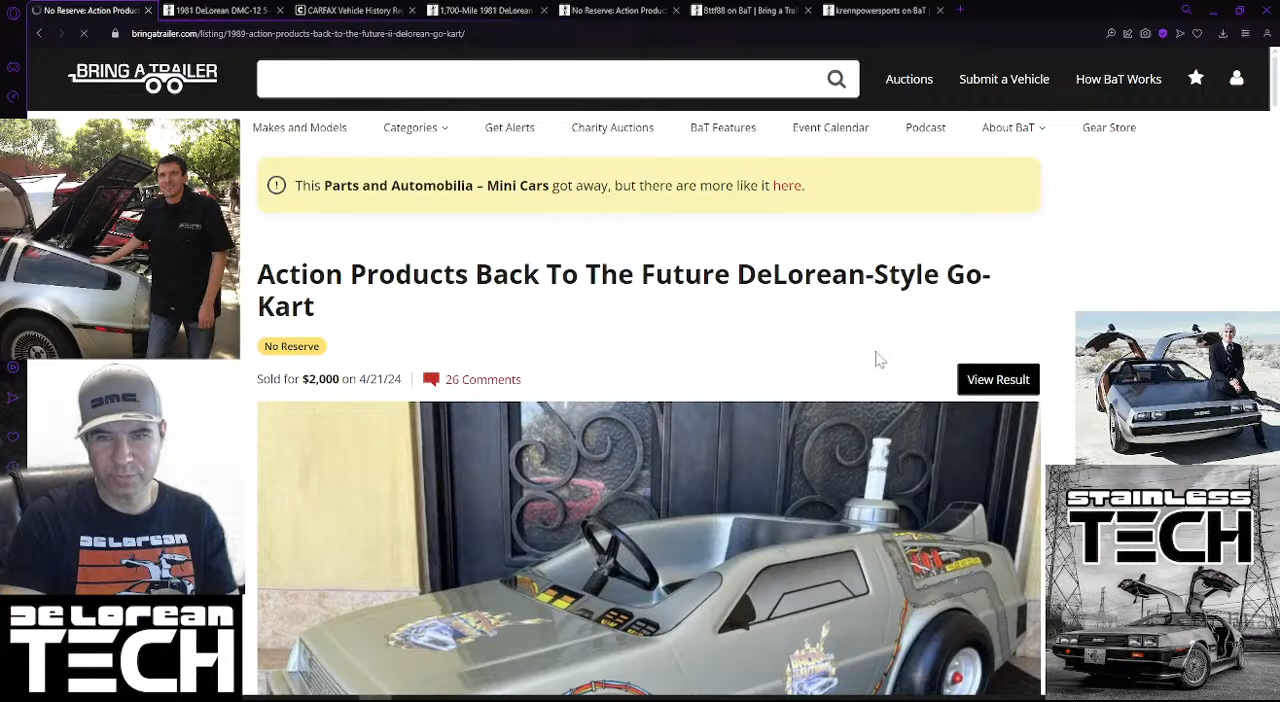 No Reserve: Action Produc
1981 DeLorean DMC-12 5-
CARFAX Vehicle History Re
1,700-Mile 1981 DeLorean
No Reserve: Action Produc
8ttf88 on BaT | Bring a Trai
krennpowersports on BaT |
bringatrailer.com/listing/1989-action-products-back-to-the-future-ii-delorean-go-kart/
BRING A TRAILER
Auctions
Submit a Vehicle
How BaT Works
Makes and Models
Categories
Get Alerts
Charity Auctions
BaT Features
Event Calendar
Podcast
About BaT
Gear Store
This Parts and Automobilia – Mini Cars got away, but there are more like it here.
Action Products Back To The Future DeLorean-Style Go-
Kart
No Reserve
Sold for $2,000 on 4/21/24
26 Comments
View Result
dmc
DELOREAN
DeLorean
TECH
STAINLESS
TECH